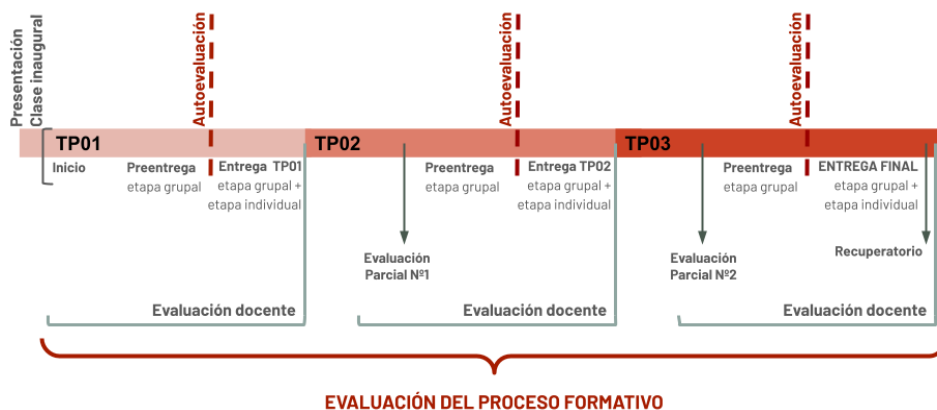 Presentación
Clase inaugural
Autoevaluación
Autoevaluación
Autoevaluación
TP01
TP02
TP03
Inicio
Preentrega
etapa grupal
Entrega TP01
etapa grupal +
etapa individual
Preentrega
etapa grupal
Entrega TP02
etapa grupal +
etapa individual
Preentrega
etapa grupal
ENTREGA FINAL
etapa grupal +
etapa individual
Evaluación
Parcial Nº1
Evaluación
Parcial Nº2
Recuperatorio
Evaluación docente
Evaluación docente
Evaluación docente
EVALUACIÓN DEL PROCESO FORMATIVO